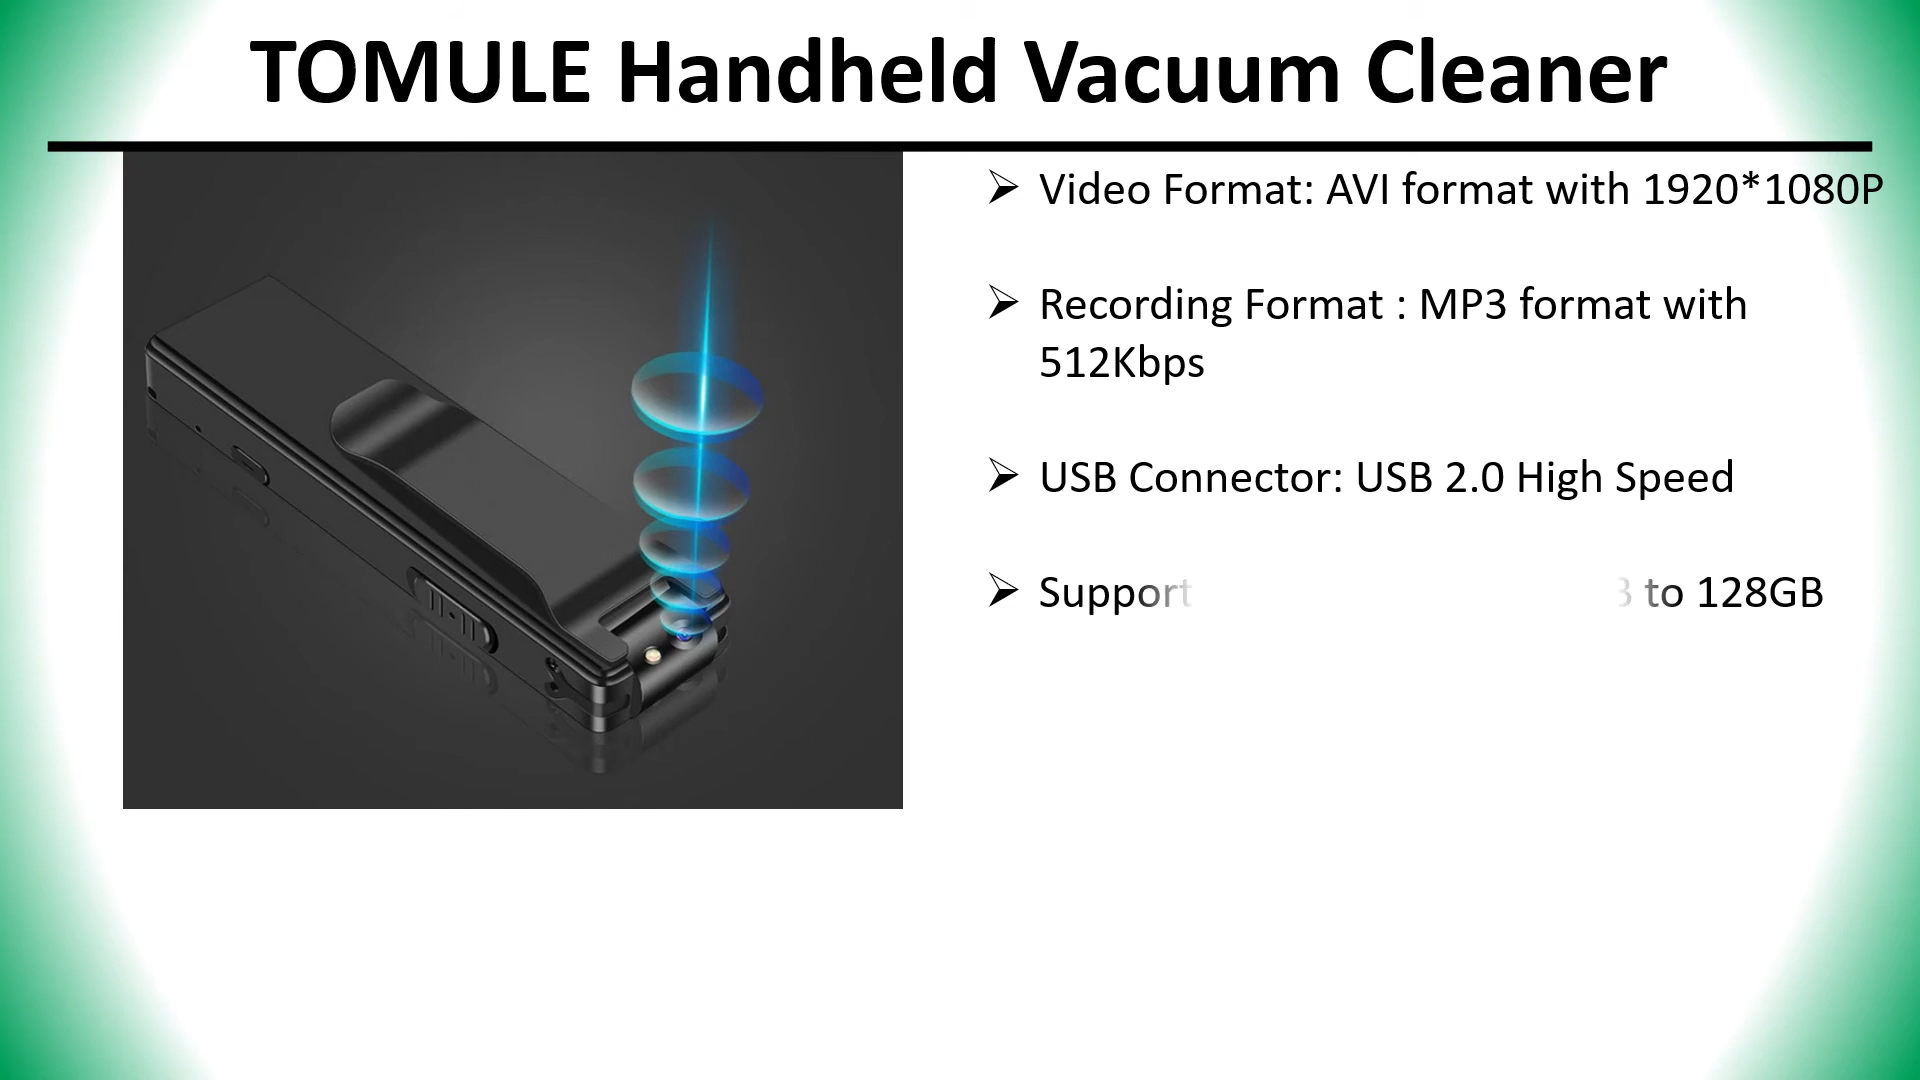 TOMULE Handheld Vacuum Cleaner
Video Format: AVI format with 1920*1080P
Recording Format : MP3 format with
512Kbps
USB Connector: USB 2.0 High Speed
Support to 128GB